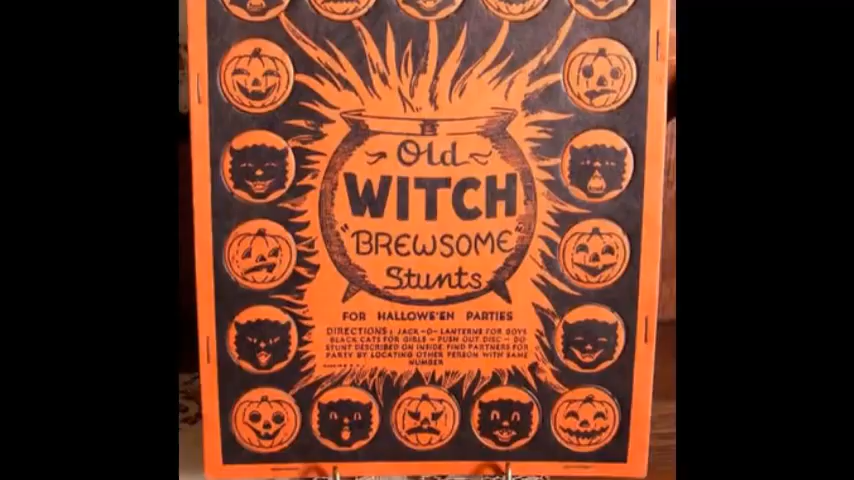 Old
WITCH
"BREWSOME"
Stunts
FOR HALLOWE'EN PARTIES
DIRECTIONS: JACK-O-LANTERNS FOR BOYS
BLACK CATS FOR GIRLS - PUSH OUT DISC - DO
STUNT DESCRIBED ON INSIDE. FIND PARTNERS FOR
PARTY BY LOCATING OTHER PERSON WITH SAME
NUMBER